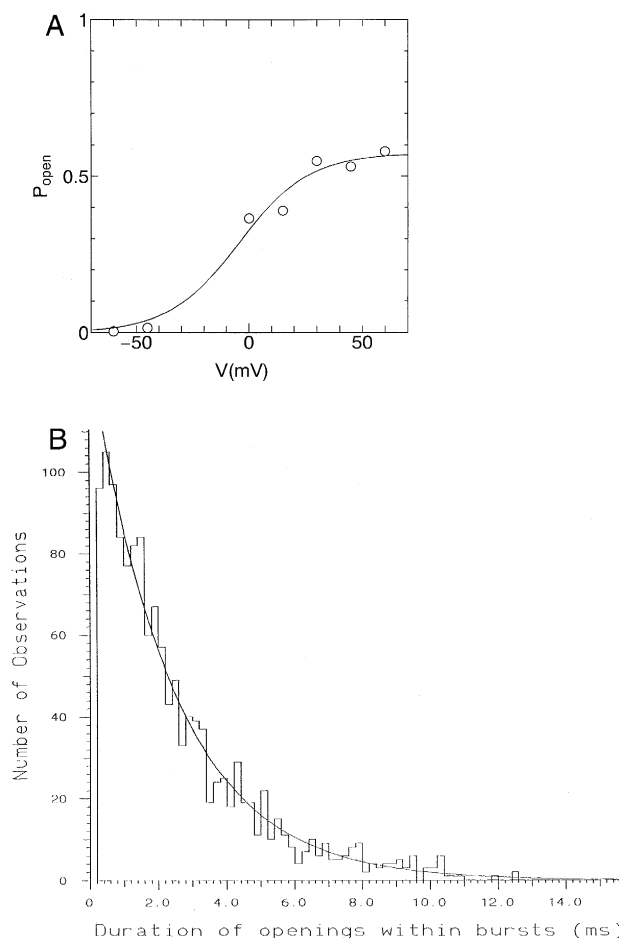 A
1
0.5
0
P open
−50 0 50
V(mV)
B
100
80
60
40
20
0
Number of Observations
0 2.0 4.0 6.0 8.0 10.0 12.0 14.0
Duration of openings within bursts (ms)